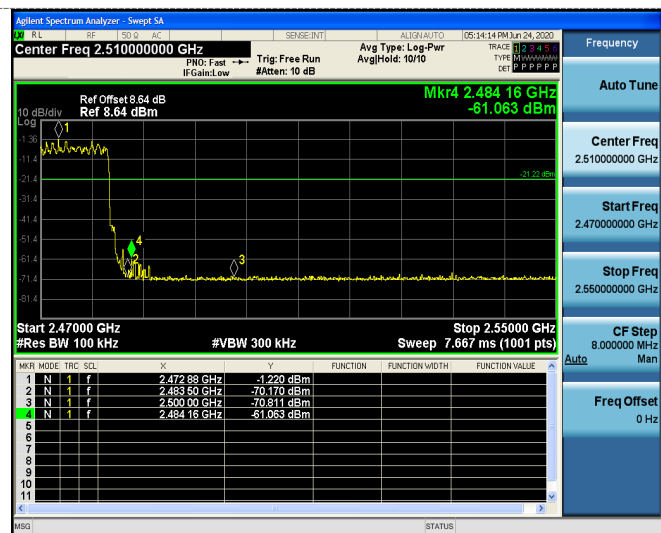 Agilent Spectrum Analyzer - Swept SA
LXI RL RF 50 Ω AC SENSE:INT ALIGN AUTO 05:14:14 PM Jun 24, 2020
Center Freq 2.510000000 GHz
PNO: Fast
IFGain:Low
Trig: Free Run
#Atten: 10 dB
Avg Type: Log-Pwr
Avg|Hold: 10/10
TRACE 1 2 3 4 5 6
TYPE M
DET P P P P P P
Mkr4 2.484 16 GHz
-61.063 dBm
Ref Offset 8.64 dB
10 dB/div Ref 8.64 dBm
Log
-1.36
-11.4
-21.4
-31.4
-41.4
-51.4
-61.4
-71.4
-81.4
-21.22 dBm
1
4
2
3
Start 2.47000 GHz Stop 2.55000 GHz
#Res BW 100 kHz #VBW 300 kHz Sweep 7.667 ms (1001 pts)
MKR MODE TRC SCL X Y FUNCTION FUNCTION WIDTH FUNCTION VALUE
1 N 1 f 2.472 88 GHz -1.220 dBm
2 N 1 f 2.483 50 GHz -70.170 dBm
3 N 1 f 2.500 00 GHz -70.811 dBm
4 N 1 f 2.484 16 GHz -61.063 dBm
5
6
7
8
9
10
11
MSG STATUS
Frequency
Auto Tune
Center Freq
2.510000000 GHz
Start Freq
2.470000000 GHz
Stop Freq
2.550000000 GHz
CF Step
8.000000 MHz
Auto Man
Freq Offset
0 Hz